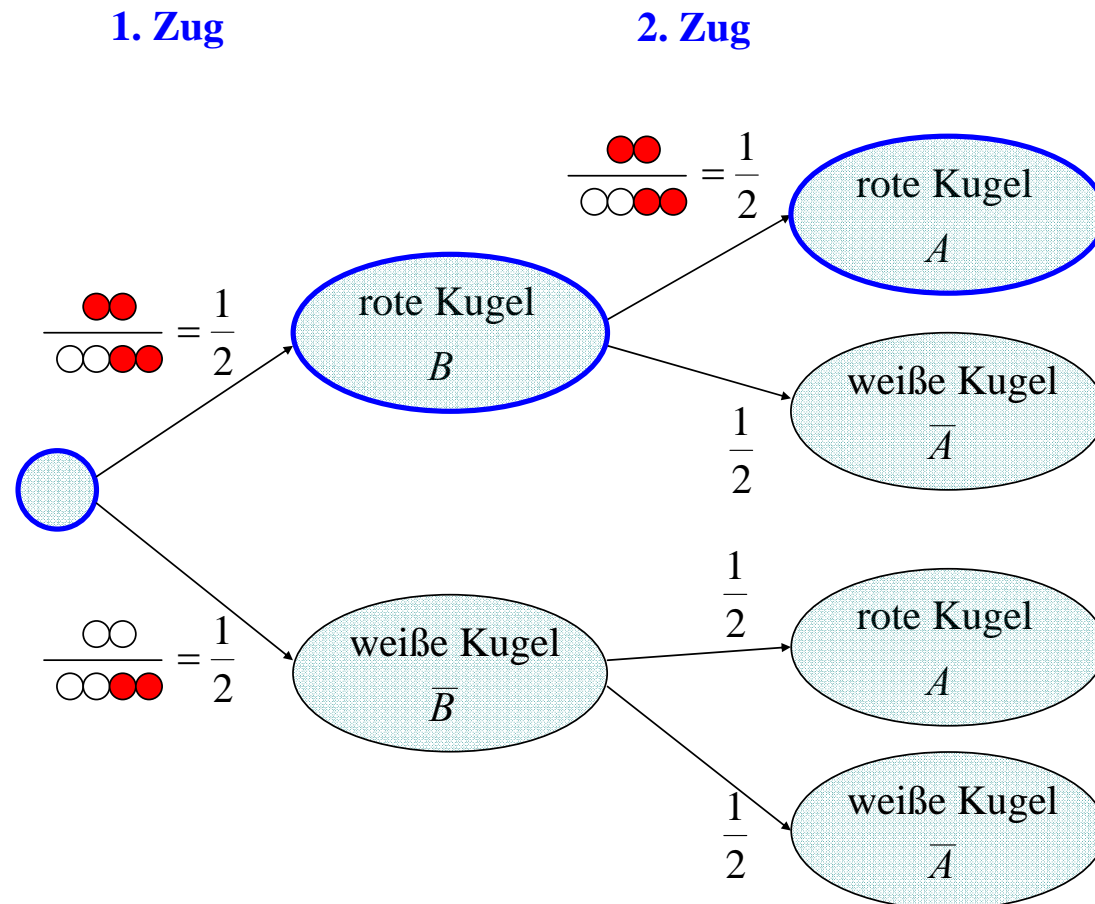 1. Zug
2. Zug
= 1/2
rote Kugel
A
= 1/2
rote Kugel
B
weiße Kugel
A̅
1/2
1/2
rote Kugel
A
= 1/2
weiße Kugel
B̅
weiße Kugel
A̅
1/2